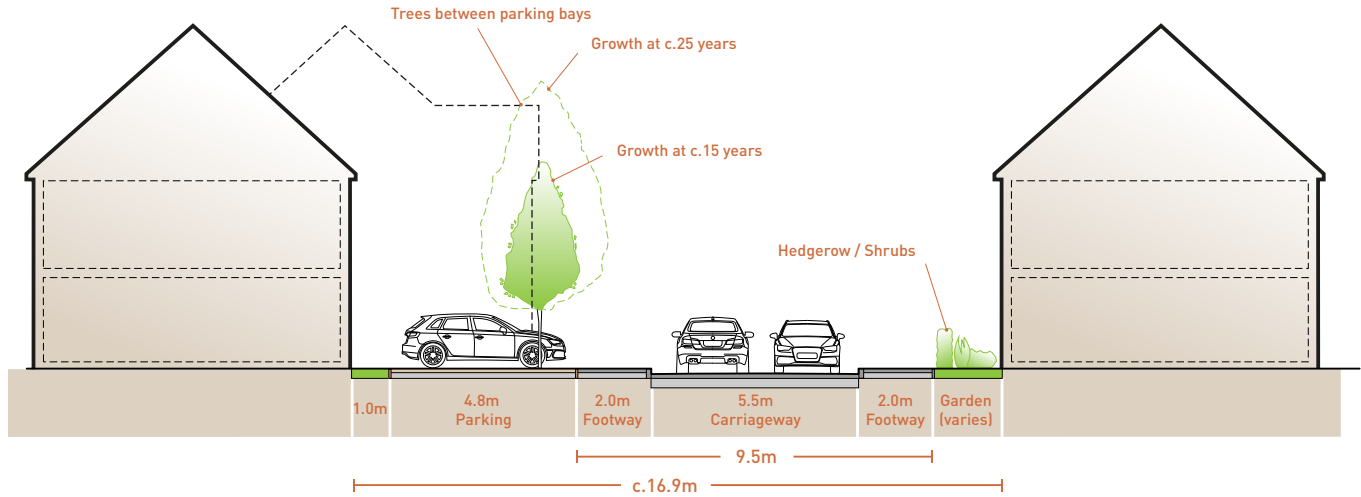 Trees between parking bays
Growth at c.25 years
Growth at c.15 years
Hedgerow / Shrubs
1.0m
4.8m
Parking
2.0m
Footway
5.5m
Carriageway
2.0m
Footway
Garden
(varies)
9.5m
c.16.9m